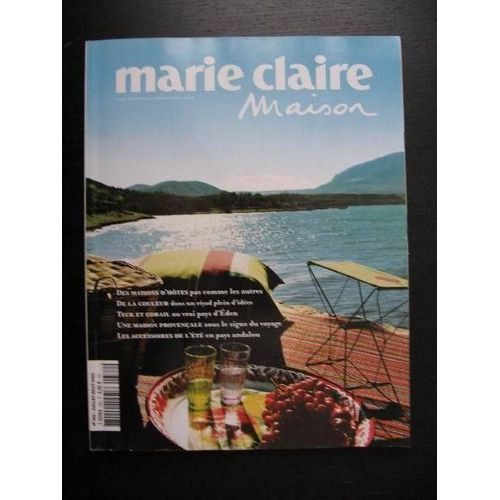 marie claire
Maison
DES MAISONS D'HÔTES pas comme les autres
DE LA COULEUR dans un riyad plein d'idées
TECK ET CORAIL au vrai pays d'Éden
UNE MAISON PROVENÇALE sous le signe du voyage
LES ACCESSOIRES DE L'ÉTÉ en pays andalou